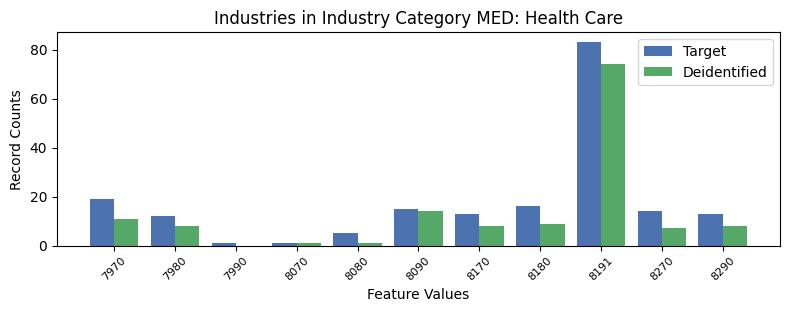 Industries in Industry Category MED: Health Care
Target
Deidentified
Record Counts
80
60
40
20
0
7970 7980 7990 8070 8080 8090 8170 8180 8191 8270 8290
Feature Values